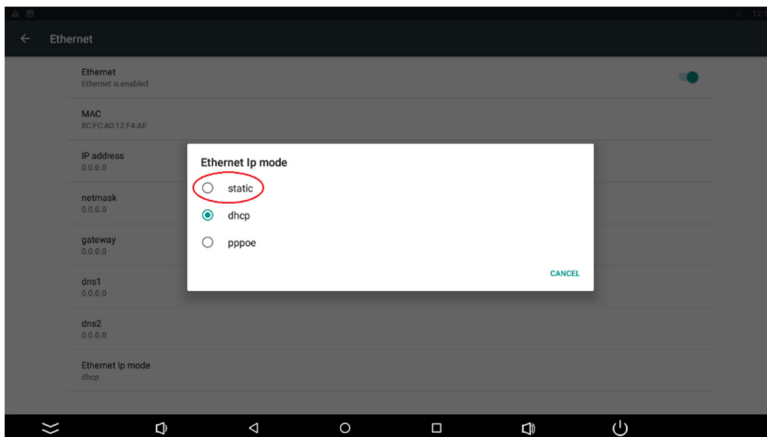 Ethernet
Ethernet
Ethernet is enabled
MAC
8C:FC:A0:12:F4:AE
IP address
0.0.0.0
netmask
0.0.0.0
gateway
0.0.0.0
dns1
0.0.0.0
dns2
0.0.0.0
Ethernet Ip mode
dhcp
Ethernet Ip mode
static
dhcp
pppoe
CANCEL